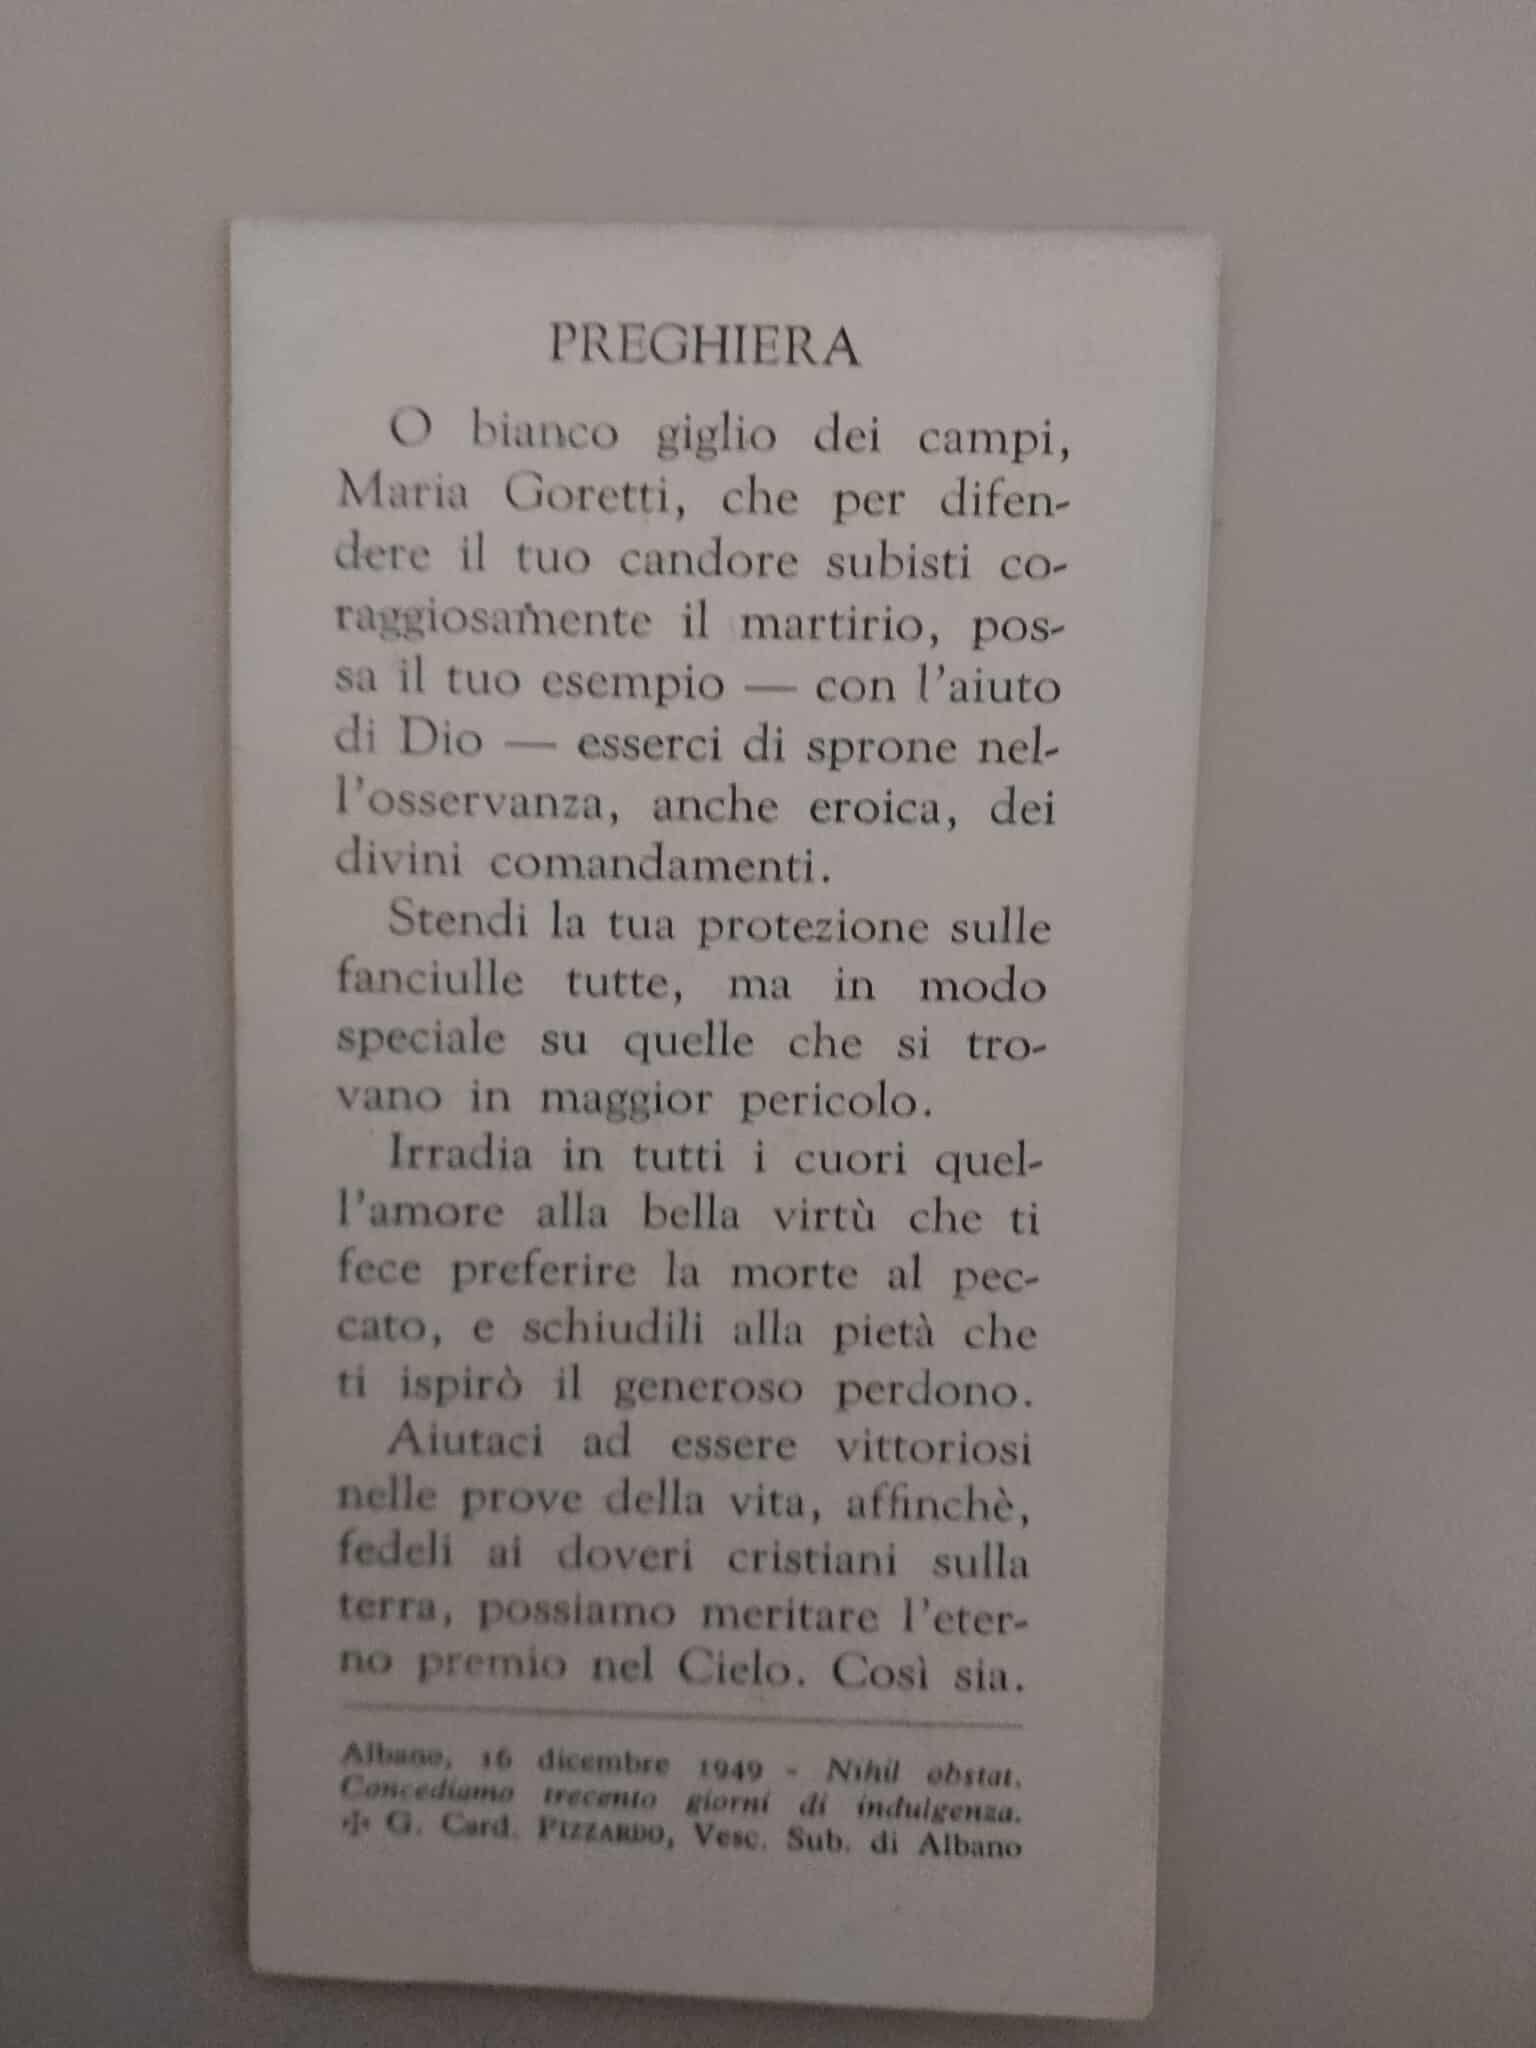 PREGHIERA
O bianco giglio dei campi,
Maria Goretti, che per difen-
dere il tuo candore subisti co-
raggiosamente il martirio, pos-
sa il tuo esempio — con l'aiuto
di Dio — esserci di sprone nel-
l'osservanza, anche eroica, dei
divini comandamenti.
Stendi la tua protezione sulle
fanciulle tutte, ma in modo
speciale su quelle che si tro-
vano in maggior pericolo.
Irradia in tutti i cuori quel-
l'amore alla bella virtù che ti
fece preferire la morte al pec-
cato, e schiudili alla pietà che
ti ispirò il generoso perdono.
Aiutaci ad essere vittoriosi
nelle prove della vita, affinchè,
fedeli ai doveri cristiani sulla
terra, possiamo meritare l'eter-
no premio nel Cielo. Così sia.
Albano, 16 dicembre 1949 - Nihil obstat.
Concediamo trecento giorni di indulgenza.
✠ G. Card. PIZZARDO, Vesc. Sub. di Albano